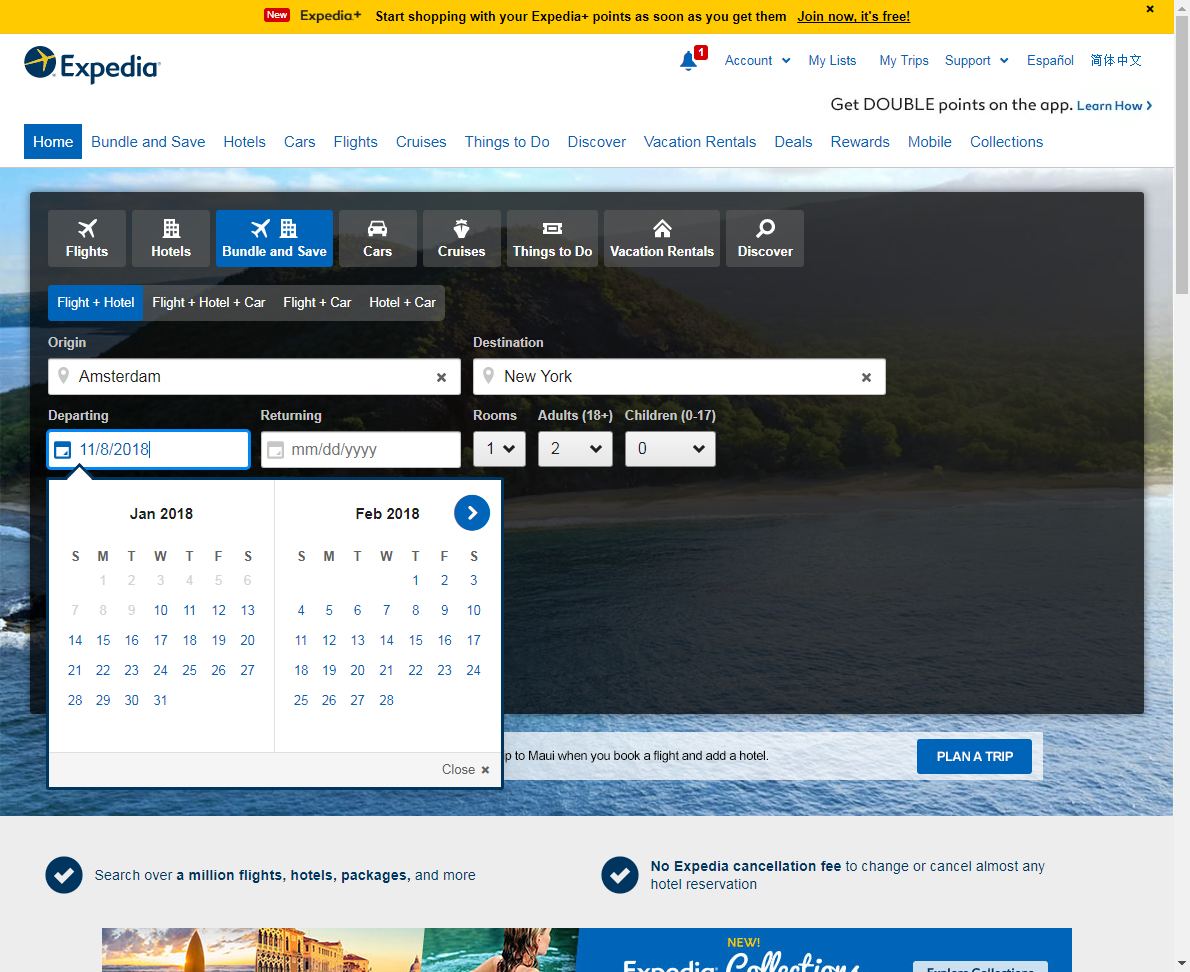 New Expedia+ Start shopping with your Expedia+ points as soon as you get them Join now, it's free!
Expedia
1 Account My Lists My Trips Support Español 简体中文
Get DOUBLE points on the app. Learn How
Home Bundle and Save Hotels Cars Flights Cruises Things to Do Discover Vacation Rentals Deals Rewards Mobile Collections
Flights Hotels Bundle and Save Cars Cruises Things to Do Vacation Rentals Discover
Flight + Hotel Flight + Hotel + Car Flight + Car Hotel + Car
Origin Destination
Amsterdam New York
Departing Returning Rooms Adults (18+) Children (0-17)
11/8/2018 mm/dd/yyyy 1 2 0
Jan 2018 Feb 2018
S M T W T F S S M T W T F S
1 2 3 4 5 6 1 2 3
7 8 9 10 11 12 13 4 5 6 7 8 9 10
14 15 16 17 18 19 20 11 12 13 14 15 16 17
21 22 23 24 25 26 27 18 19 20 21 22 23 24
28 29 30 31 25 26 27 28
p to Maui when you book a flight and add a hotel. PLAN A TRIP
Close
Search over a million flights, hotels, packages, and more
No Expedia cancellation fee to change or cancel almost any
hotel reservation
NEW!
Expedia Collections
Explore Collections